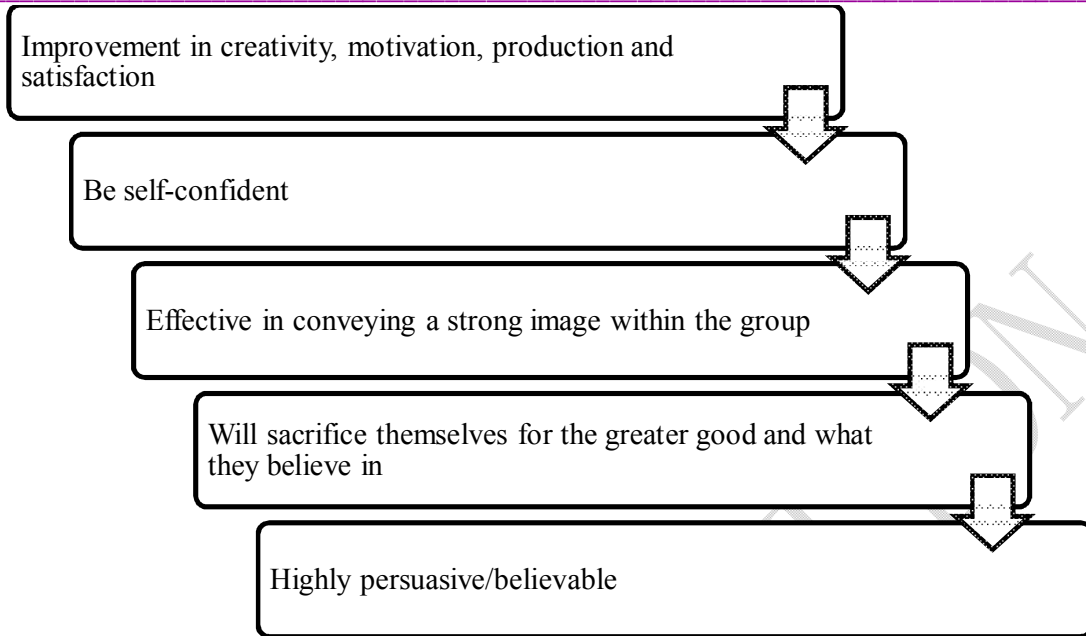 Improvement in creativity, motivation, production and
satisfaction
Be self-confident
Effective in conveying a strong image within the group
Will sacrifice themselves for the greater good and what
they believe in
Highly persuasive/believable